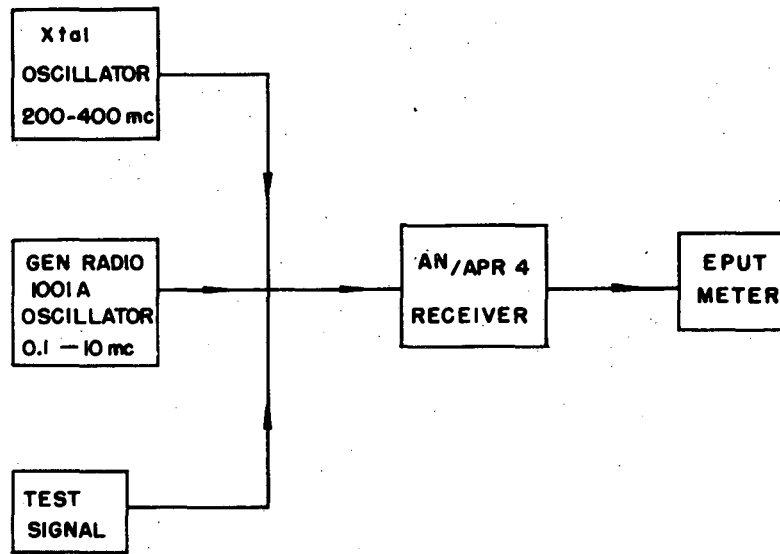 Xtal
OSCILLATOR
200-400 mc
GEN RADIO
1001A
OSCILLATOR
0.1 — 10 mc
TEST
SIGNAL
AN/APR 4
RECEIVER
EPUT
METER